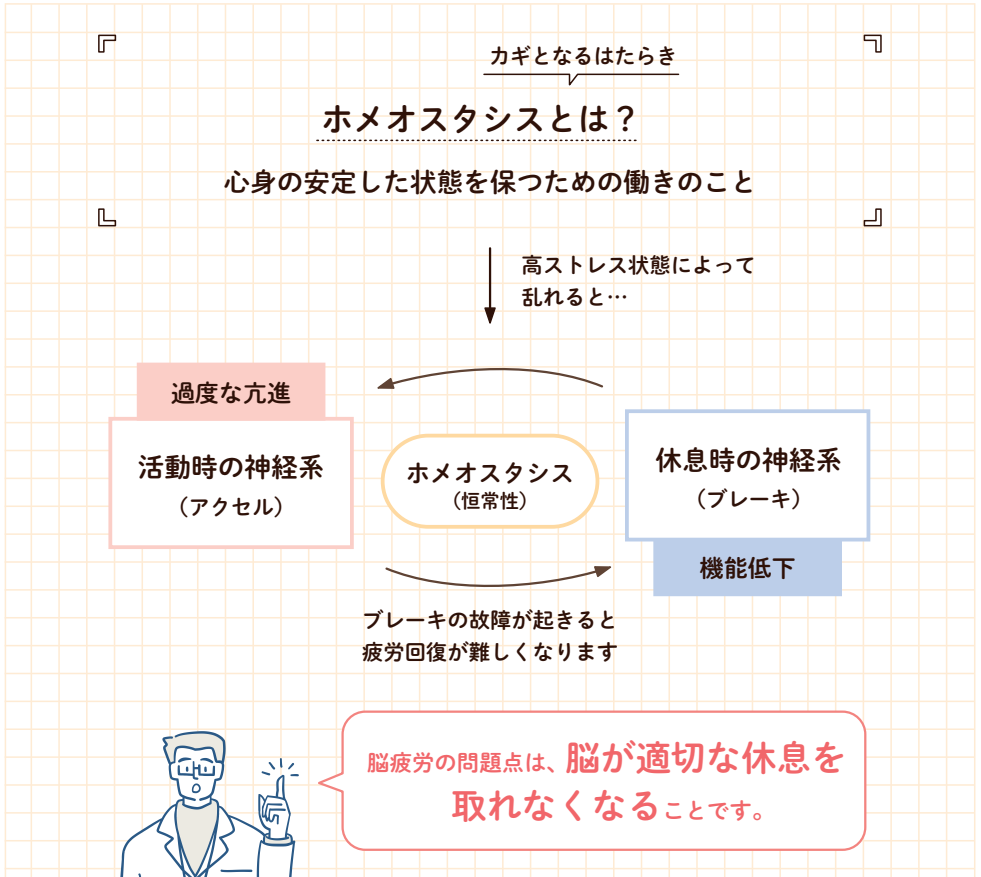 カギとなるはたらき
ホメオスタシスとは？
心身の安定した状態を保つための働きのこと
高ストレス状態によって
乱れると…
過度な亢進
活動時の神経系
（アクセル）
ホメオスタシス
（恒常性）
休息時の神経系
（ブレーキ）
機能低下
ブレーキの故障が起きると
疲労回復が難しくなります
脳疲労の問題点は、脳が適切な休息を
取れなくなることです。